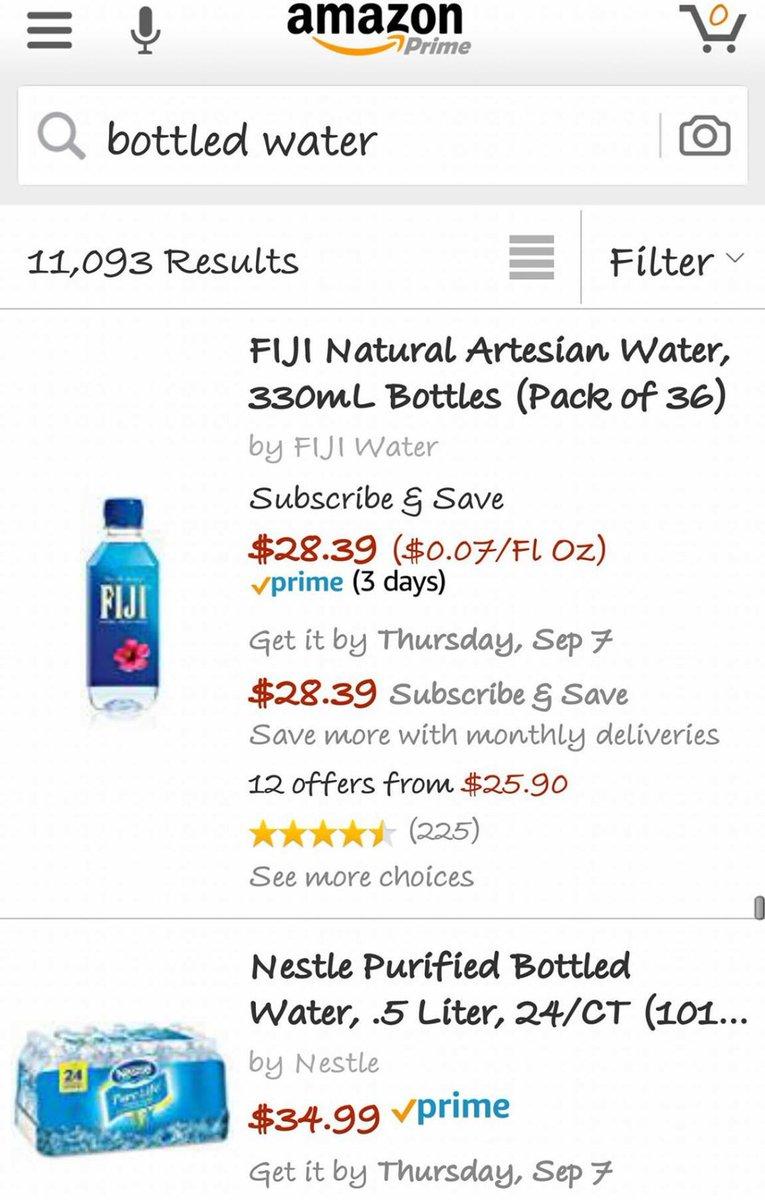 amazon
Prime
0
bottled water
11,093 Results
Filter
FIJI Natural Artesian Water,
330mL Bottles (Pack of 36)
by FIJI Water
Subscribe & Save
$28.39 ($0.07/Fl Oz)
prime (3 days)
FIJI
Get it by Thursday, Sep 7
$28.39 Subscribe & Save
Save more with monthly deliveries
12 offers from $25.90
(225)
See more choices
Nestle Purified Bottled
Water, .5 Liter, 24/CT (101...
by Nestle
24
Nestle
Pure Life
$34.99 prime
Get it by Thursday, Sep 7